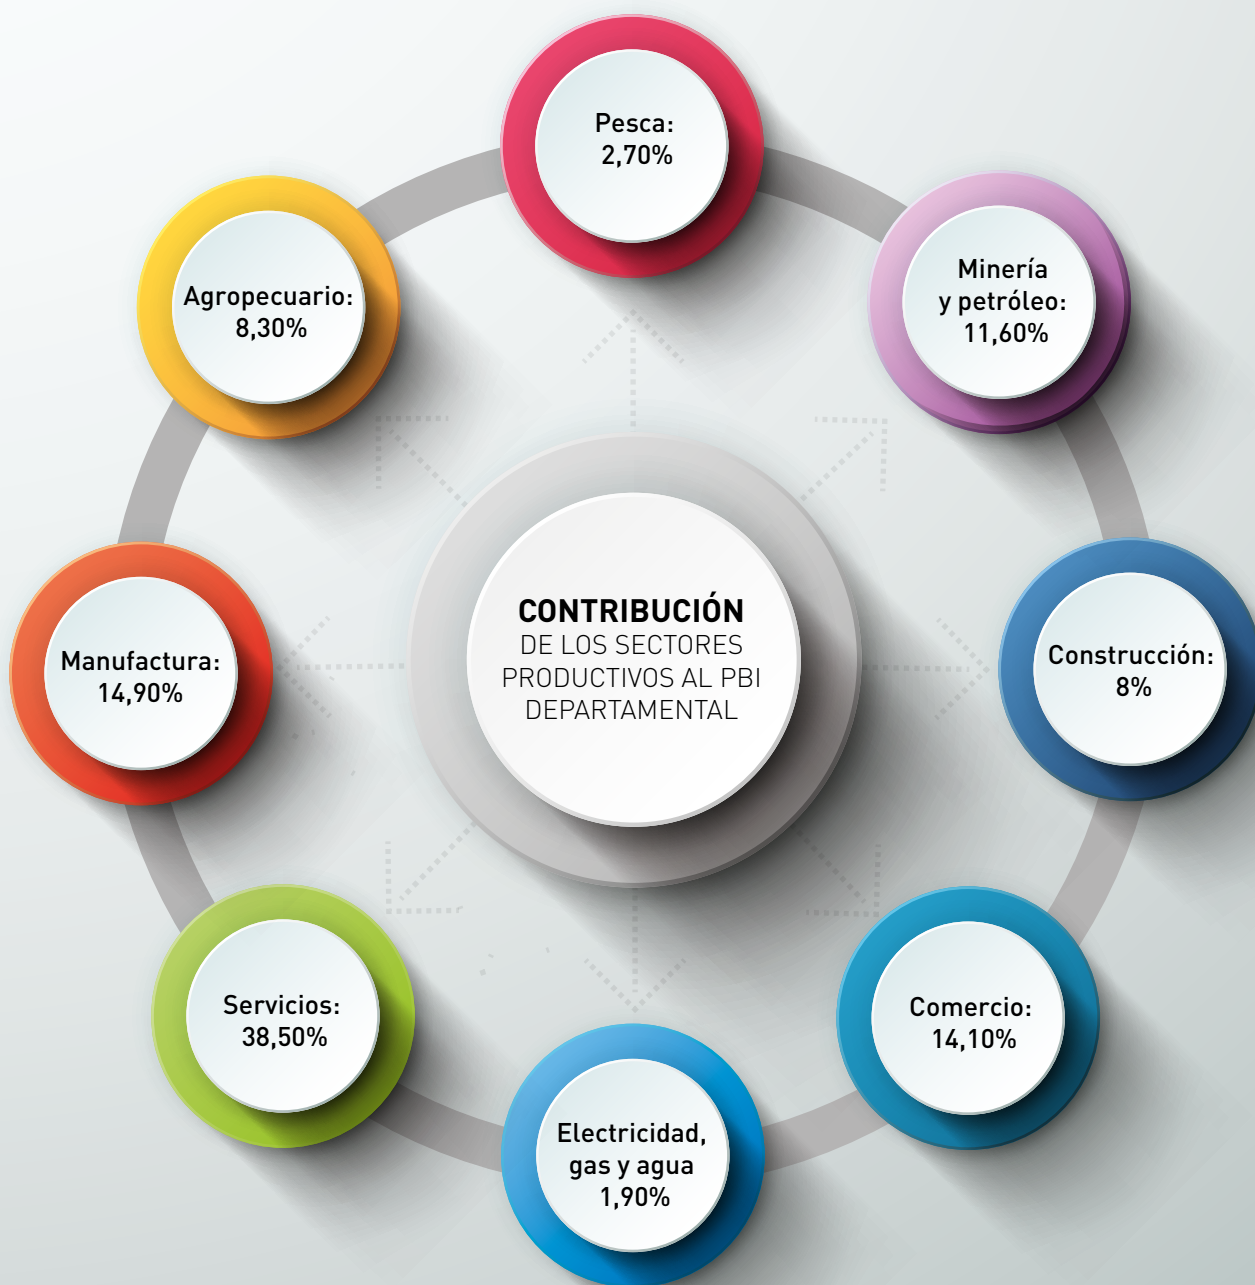 Pesca:
2,70%
Minería
y petróleo:
11,60%
Agropecuario:
8,30%
CONTRIBUCIÓN
DE LOS SECTORES
PRODUCTIVOS AL PBI
DEPARTAMENTAL
Construcción:
8%
Manufactura:
14,90%
Servicios:
38,50%
Comercio:
14,10%
Electricidad,
gas y agua
1,90%